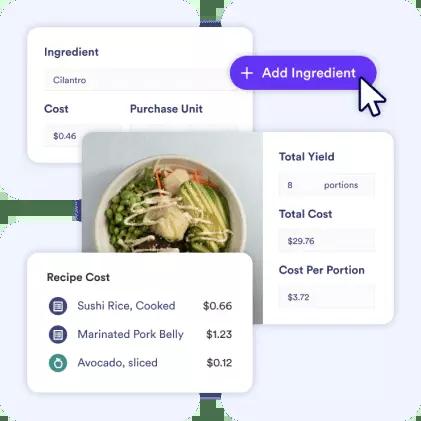 Ingredient
Cilantro
+ Add Ingredient
Cost
Purchase Unit
$0.46
Total Yield
8 portions
Total Cost
$29.76
Cost Per Portion
$3.72
Recipe Cost
Sushi Rice, Cooked $0.66
Marinated Pork Belly $1.23
Avocado, sliced $0.12